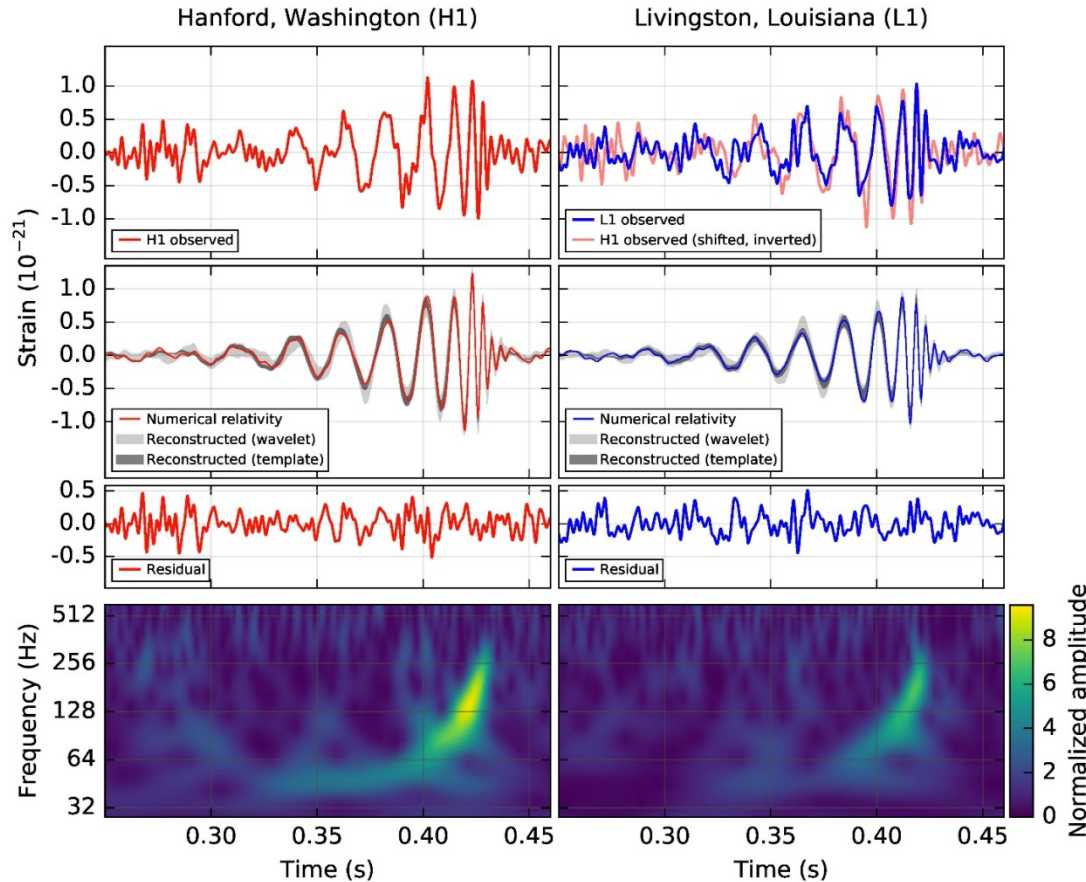 Hanford, Washington (H1)
Livingston, Louisiana (L1)
Strain (10⁻²¹)
1.0
0.5
0.0
-0.5
-1.0
H1 observed
L1 observed
H1 observed (shifted, inverted)
1.0
0.5
0.0
-0.5
-1.0
Numerical relativity
Reconstructed (wavelet)
Reconstructed (template)
Numerical relativity
Reconstructed (wavelet)
Reconstructed (template)
0.5
0.0
-0.5
Residual
Residual
Frequency (Hz)
512
256
128
64
32
Normalized amplitude
8
6
4
2
0
0.30 0.35 0.40 0.45
0.30 0.35 0.40 0.45
Time (s)
Time (s)